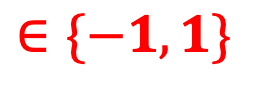 ∈ {−1, 1}